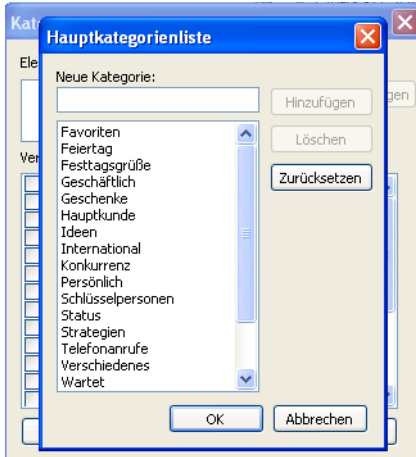 Hauptkategorienliste
Neue Kategorie:
Hinzufügen
Löschen
Zurücksetzen
Favoriten
Feiertag
Festtagsgrüße
Geschäftlich
Geschenke
Hauptkunde
Ideen
International
Konkurrenz
Persönlich
Schlüsselpersonen
Status
Strategien
Telefonanrufe
Verschiedenes
Wartet
OK
Abbrechen